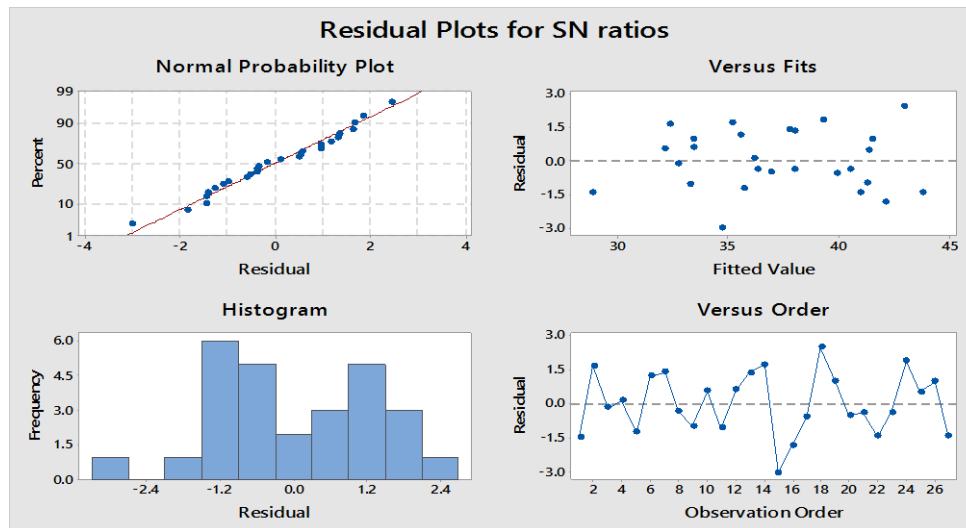 Residual Plots for SN ratios
Normal Probability Plot
99
90
50
10
1
Percent
-4 -2 0 2 4
Residual
Versus Fits
3.0
1.5
0.0
-1.5
-3.0
Residual
30 35 40 45
Fitted Value
Histogram
6.0
4.5
3.0
1.5
0.0
Frequency
-2.4 -1.2 0.0 1.2 2.4
Residual
Versus Order
3.0
1.5
0.0
-1.5
-3.0
Residual
2 4 6 8 10 12 14 16 18 20 22 24 26
Observation Order